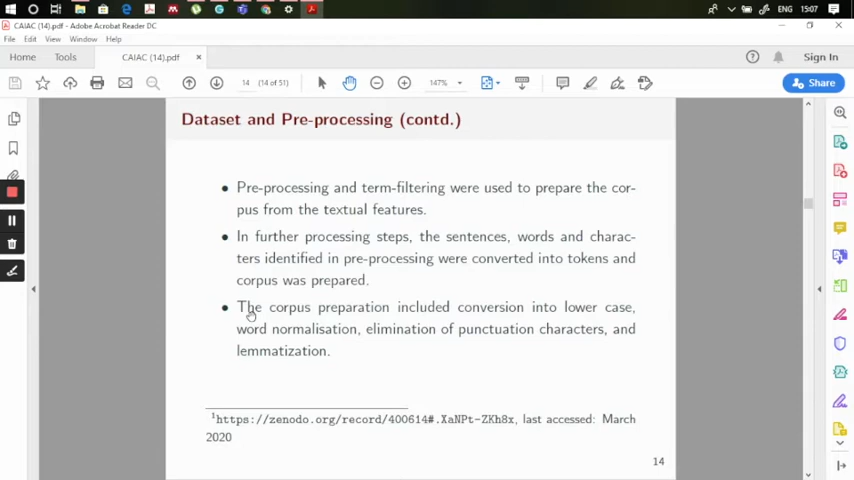 ENG
15:07
CAIAC (14).pdf - Adobe Acrobat Reader DC
File Edit View Window Help
Home Tools CAIAC (14).pdf × Sign In
14 (14 of 51) 147% Share
Dataset and Pre-processing (contd.)
• Pre-processing and term-filtering were used to prepare the cor-
pus from the textual features.
• In further processing steps, the sentences, words and charac-
ters identified in pre-processing were converted into tokens and
corpus was prepared.
• The corpus preparation included conversion into lower case,
word normalisation, elimination of punctuation characters, and
lemmatization.
1https://zenodo.org/record/400614#.XaNPt-ZKh8x, last accessed: March
2020
14